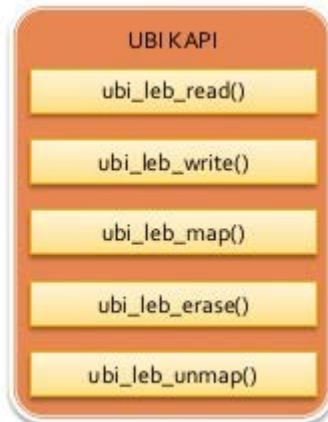 UBI KAPI
ubi_leb_read()
ubi_leb_write()
ubi_leb_map()
ubi_leb_erase()
ubi_leb_unmap()